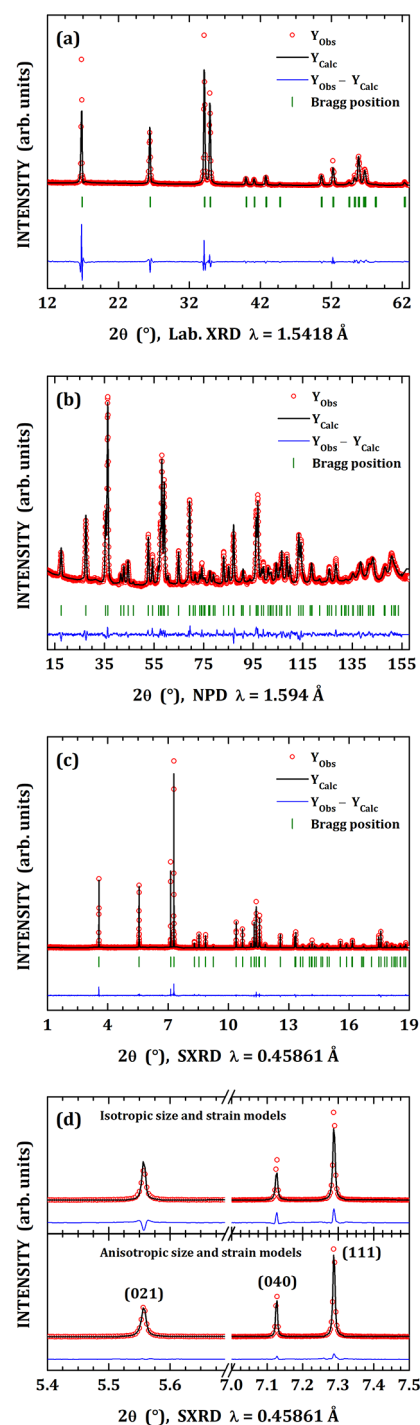 (a)
Y_Obs
Y_Calc
Y_Obs − Y_Calc
Bragg position
INTENSITY (arb. units)
12 22 32 42 52 62
2θ (°), Lab. XRD λ = 1.5418 Å
(b)
Y_Obs
Y_Calc
Y_Obs − Y_Calc
Bragg position
INTENSITY (arb. units)
15 35 55 75 95 115 135 155
2θ (°), NPD λ = 1.594 Å
(c)
Y_Obs
Y_Calc
Y_Obs − Y_Calc
Bragg position
INTENSITY (arb. units)
1 4 7 10 13 16 19
2θ (°), SXRD λ = 0.45861 Å
(d)
Isotropic size and strain models
INTENSITY (arb. units)
Anisotropic size and strain models
(021)
(040)
(111)
5.4 5.5 5.6 7.0 7.1 7.2 7.3 7.4 7.5
2θ (°), SXRD λ = 0.45861 Å